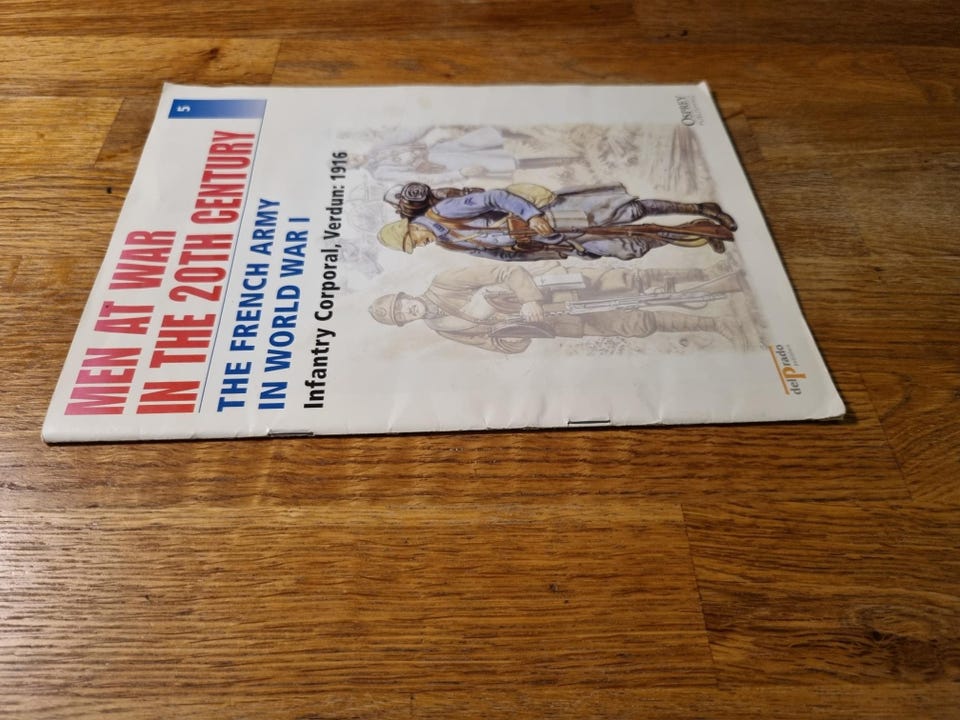 5
MEN AT WAR
IN THE 20TH CENTURY
THE FRENCH ARMY
IN WORLD WAR I
Infantry Corporal, Verdun: 1916
OSPREY
delPrado